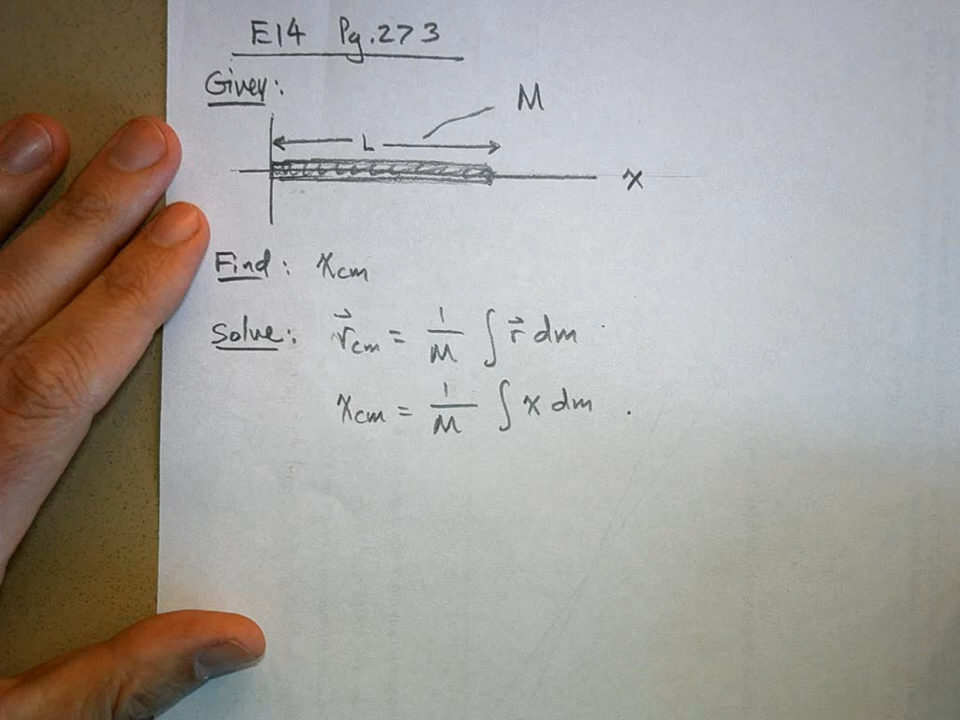 E14 Pg.273
Given:
M
L
x
Find: xcm
Solve: r⃗cm = 1/M ∫ r⃗ dm
xcm = 1/M ∫ x dm.